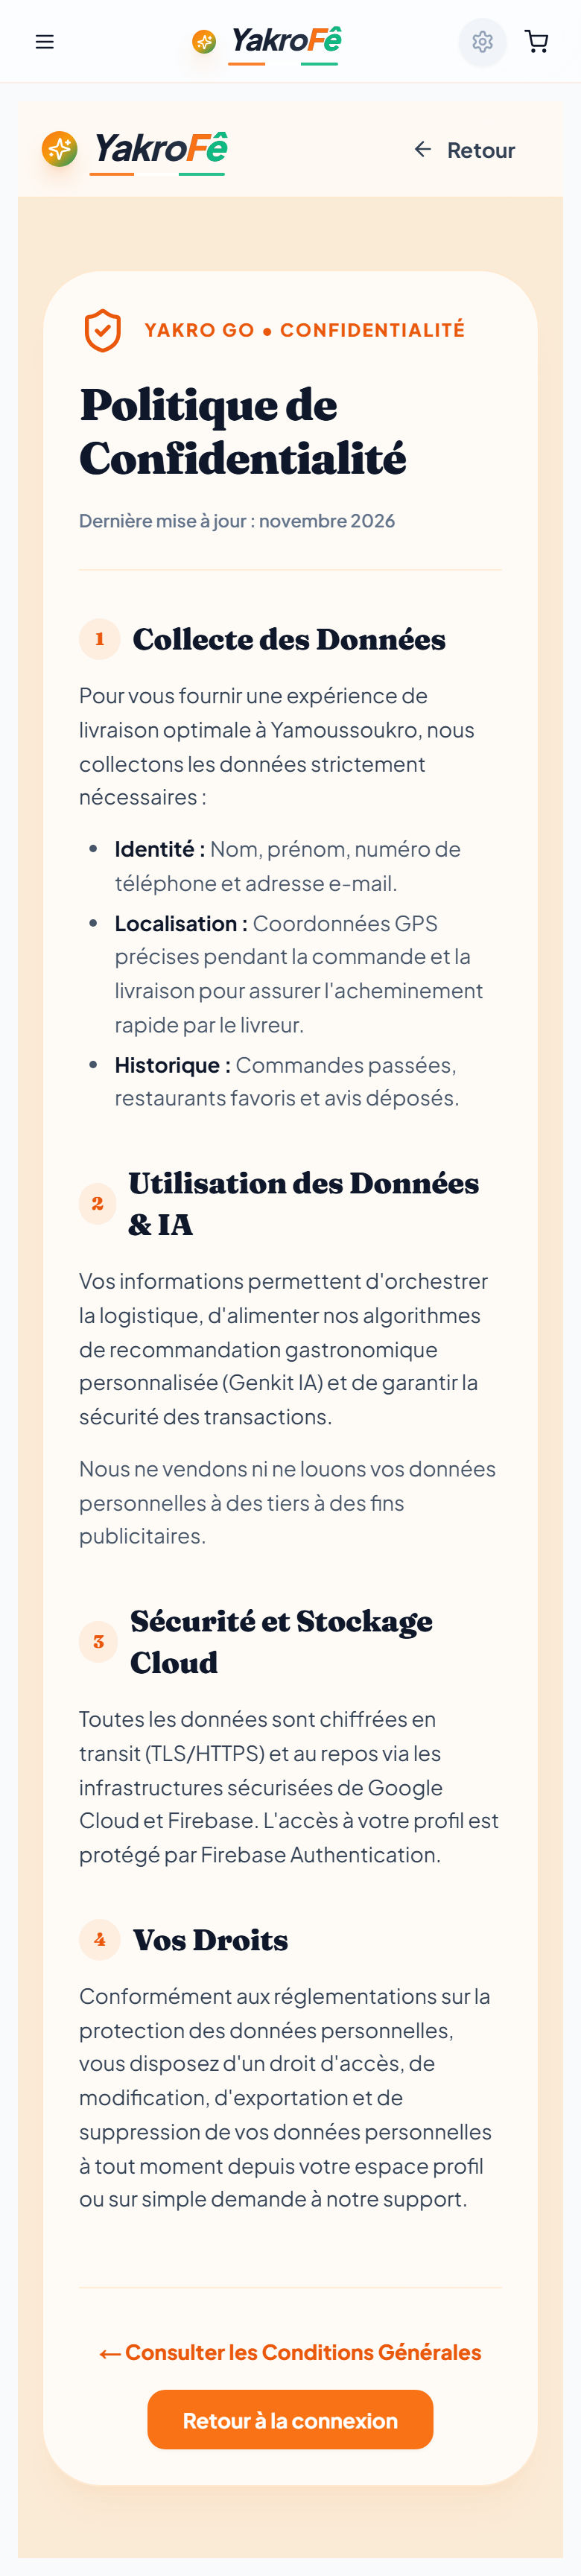 YakroFê
YakroFê
Retour
YAKRO GO • CONFIDENTIALITÉ
Politique de
Confidentialité
Dernière mise à jour : novembre 2026
1
Collecte des Données
Pour vous fournir une expérience de
livraison optimale à Yamoussoukro, nous
collectons les données strictement
nécessaires :
• Identité : Nom, prénom, numéro de
téléphone et adresse e-mail.
• Localisation : Coordonnées GPS
précises pendant la commande et la
livraison pour assurer l'acheminement
rapide par le livreur.
• Historique : Commandes passées,
restaurants favoris et avis déposés.
2
Utilisation des Données
& IA
Vos informations permettent d'orchestrer
la logistique, d'alimenter nos algorithmes
de recommandation gastronomique
personnalisée (Genkit IA) et de garantir la
sécurité des transactions.
Nous ne vendons ni ne louons vos données
personnelles à des tiers à des fins
publicitaires.
3
Sécurité et Stockage
Cloud
Toutes les données sont chiffrées en
transit (TLS/HTTPS) et au repos via les
infrastructures sécurisées de Google
Cloud et Firebase. L'accès à votre profil est
protégé par Firebase Authentication.
4
Vos Droits
Conformément aux réglementations sur la
protection des données personnelles,
vous disposez d'un droit d'accès, de
modification, d'exportation et de
suppression de vos données personnelles
à tout moment depuis votre espace profil
ou sur simple demande à notre support.
← Consulter les Conditions Générales
Retour à la connexion